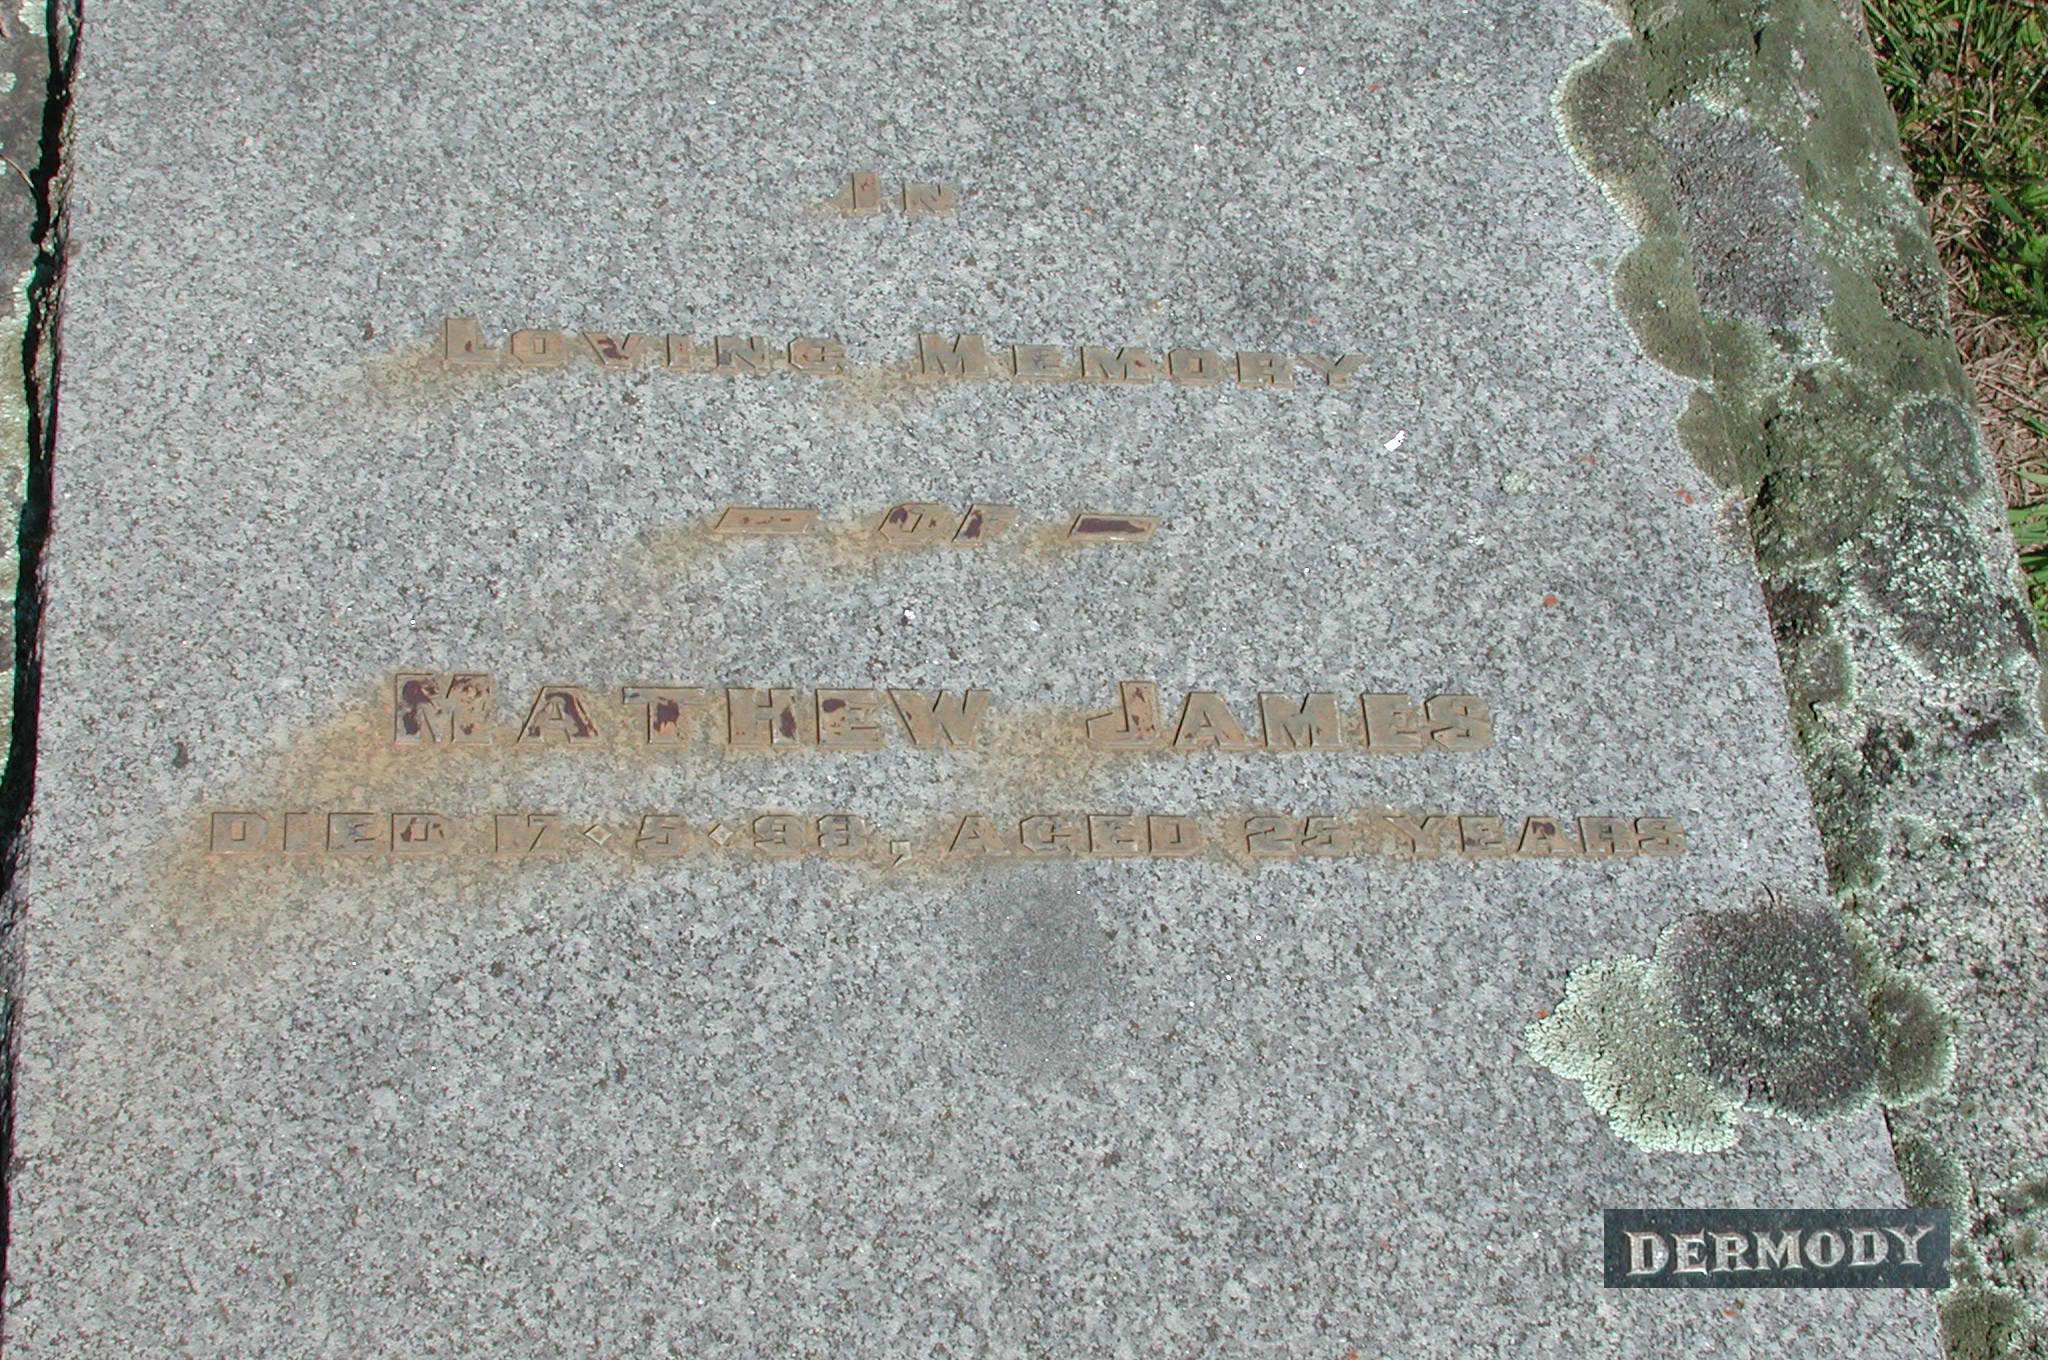 In
Loving Memory
- OF -
Mathew James
DIED 17·5·98, AGED 25 YEARS
DERMODY